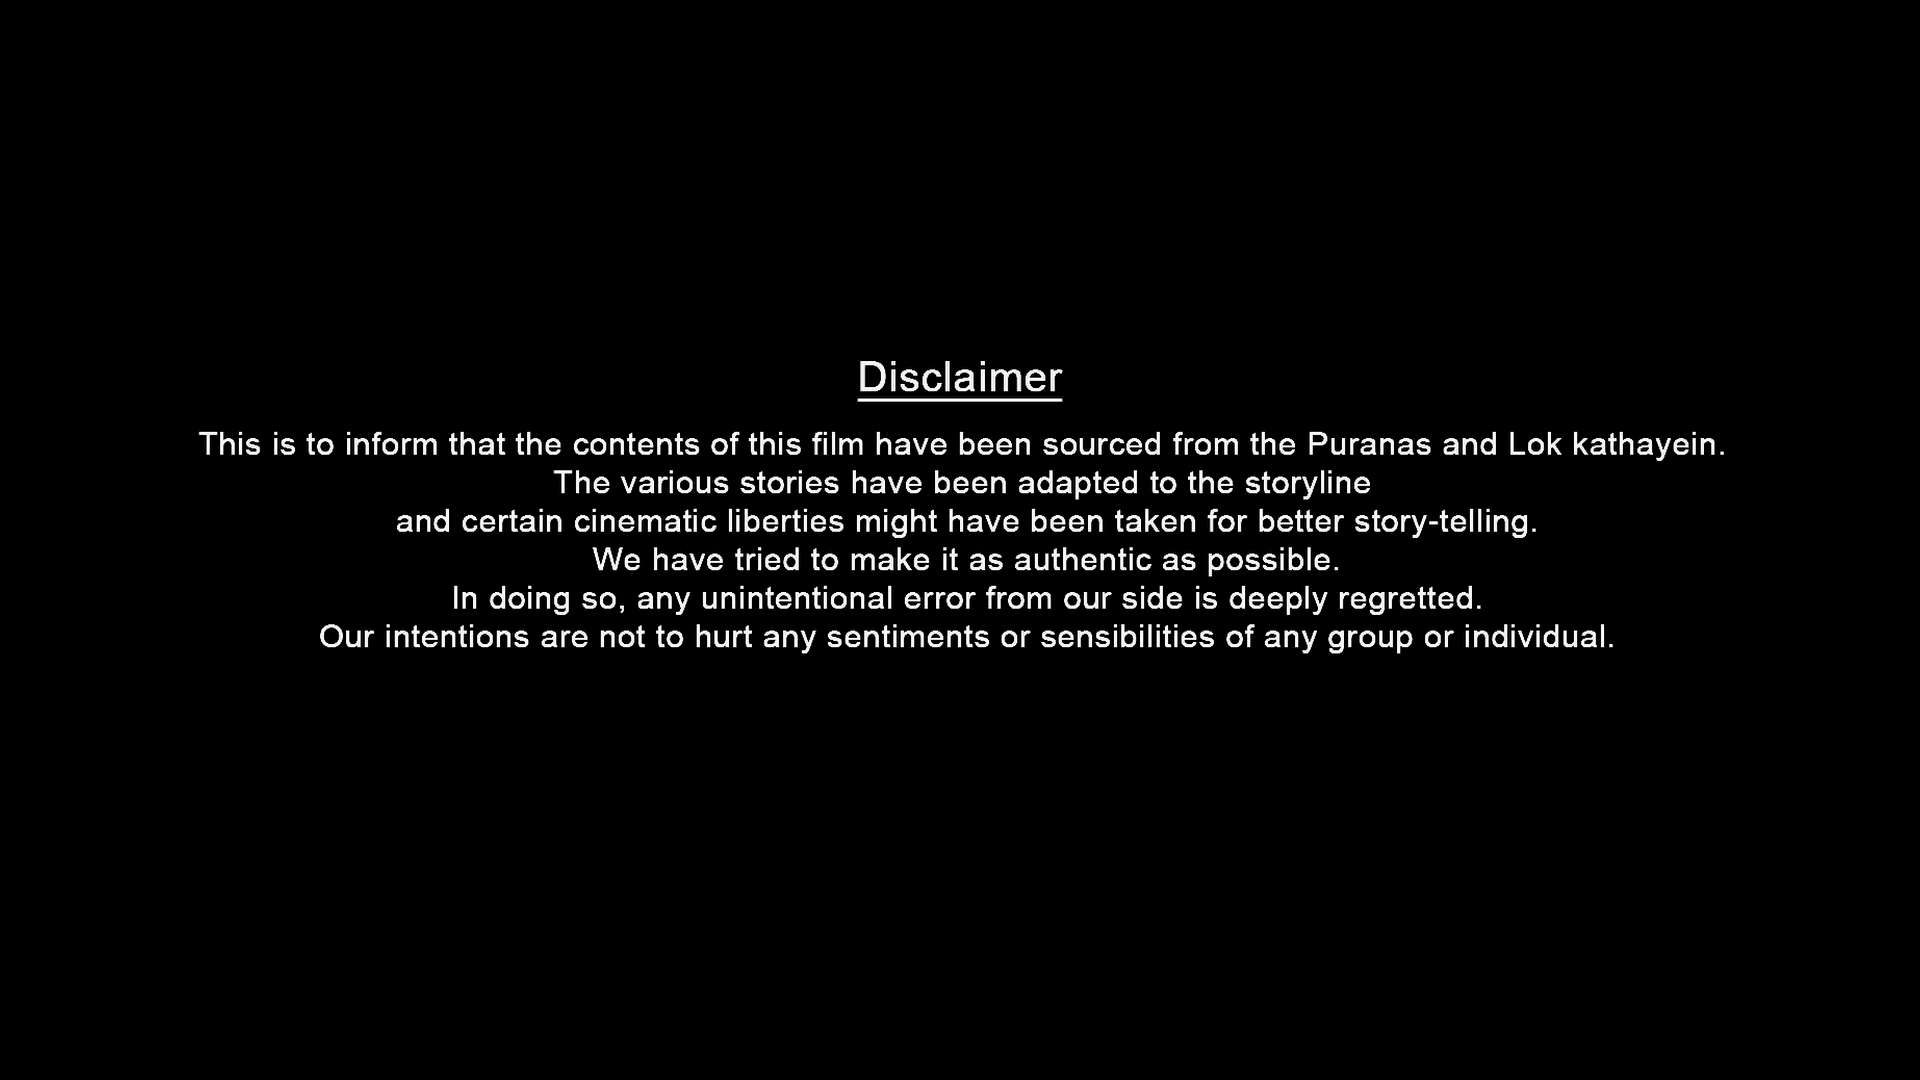 Disclaimer
This is to inform that the contents of this film have been sourced from the Puranas and Lok kathayein.
The various stories have been adapted to the storyline
and certain cinematic liberties might have been taken for better story-telling.
We have tried to make it as authentic as possible.
In doing so, any unintentional error from our side is deeply regretted.
Our intentions are not to hurt any sentiments or sensibilities of any group or individual.